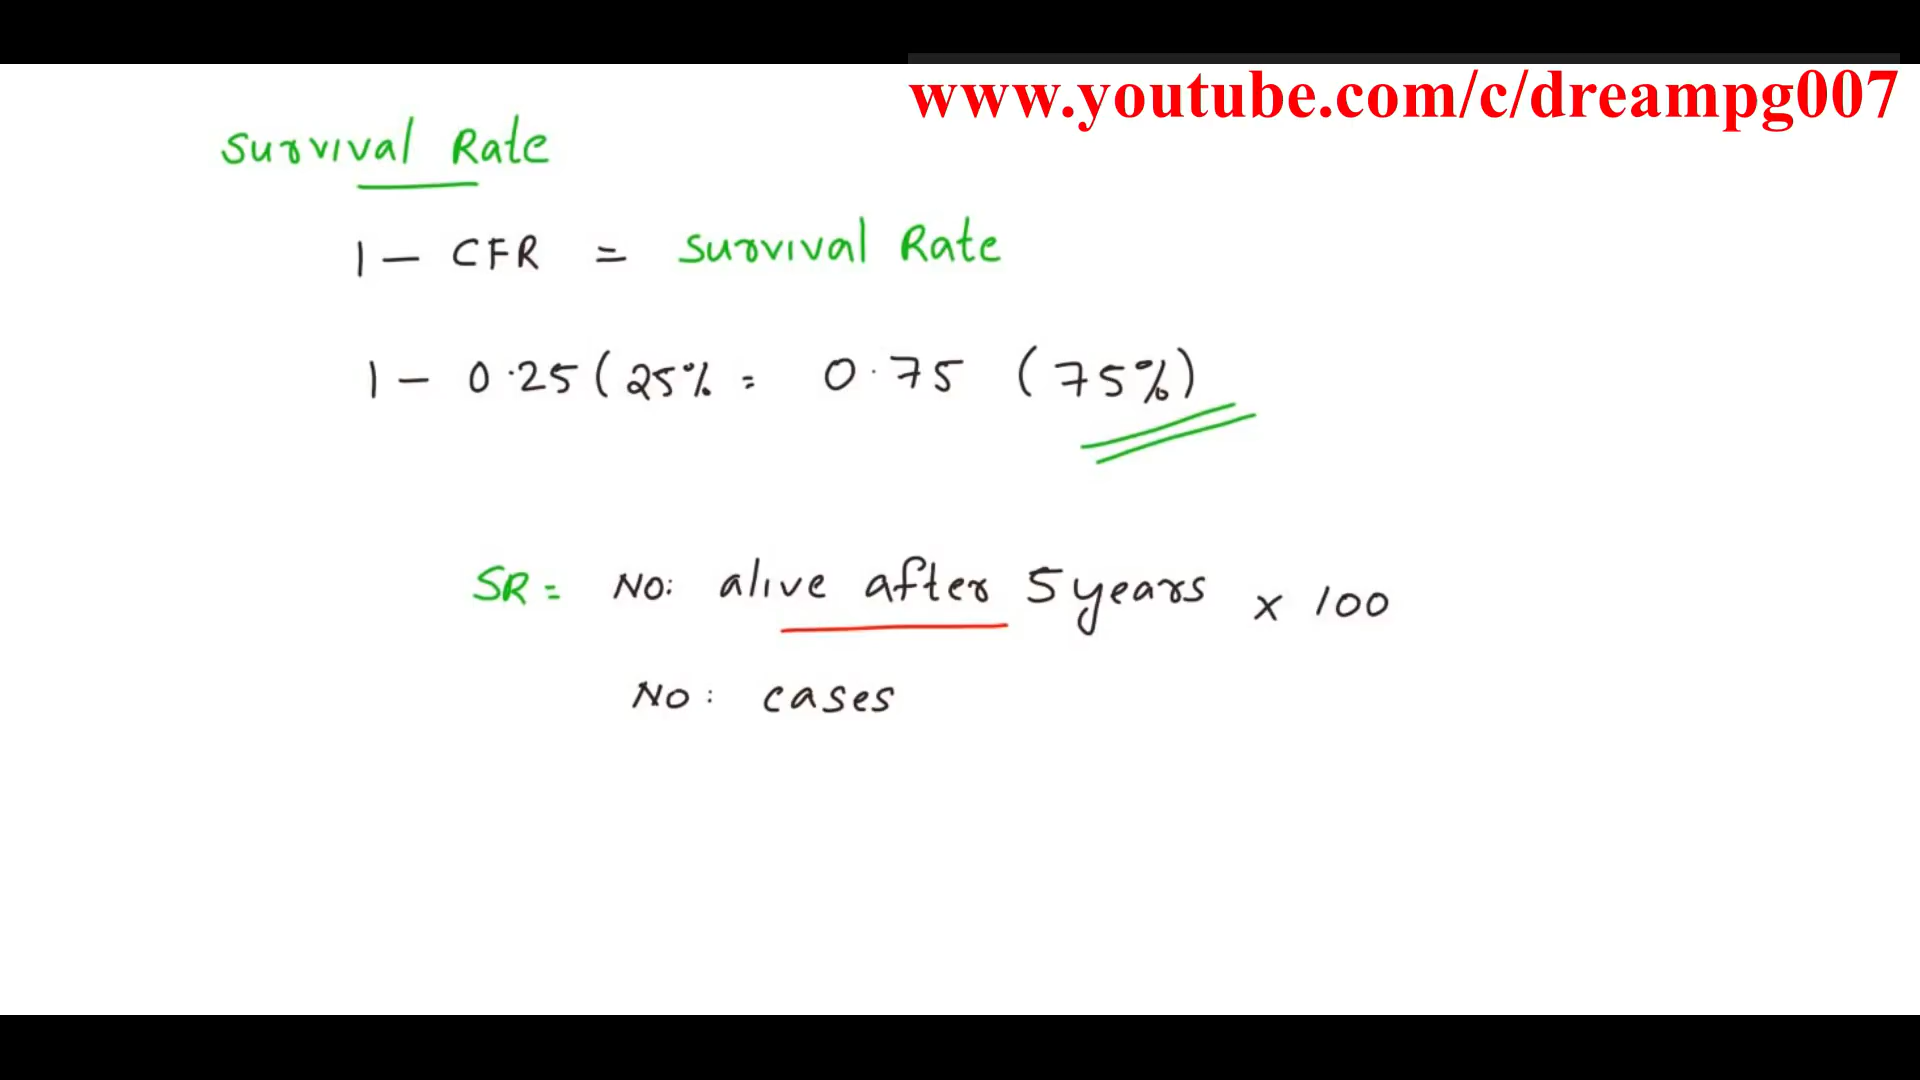 www.youtube.com/c/dreampg007
Survival Rate
1 - CFR = Survival Rate
1 - 0.25 (25% = 0.75 (75%)
SR = No: alive after 5 years x 100
No: cases